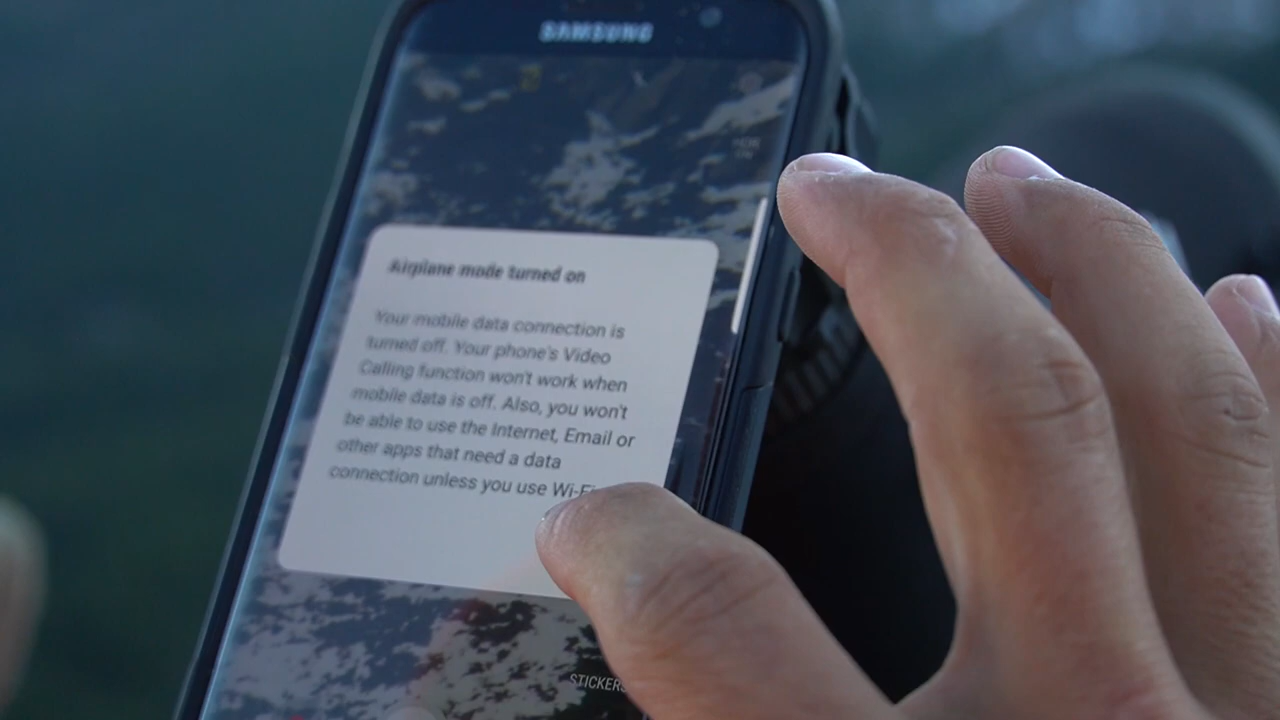 SAMSUNG
Airplane mode turned on
Your mobile data connection is
turned off. Your phone's Video
Calling function won't work when
mobile data is off. Also, you won't
be able to use the Internet, Email or
other apps that need a data
connection unless you use Wi-Fi
STICKERS